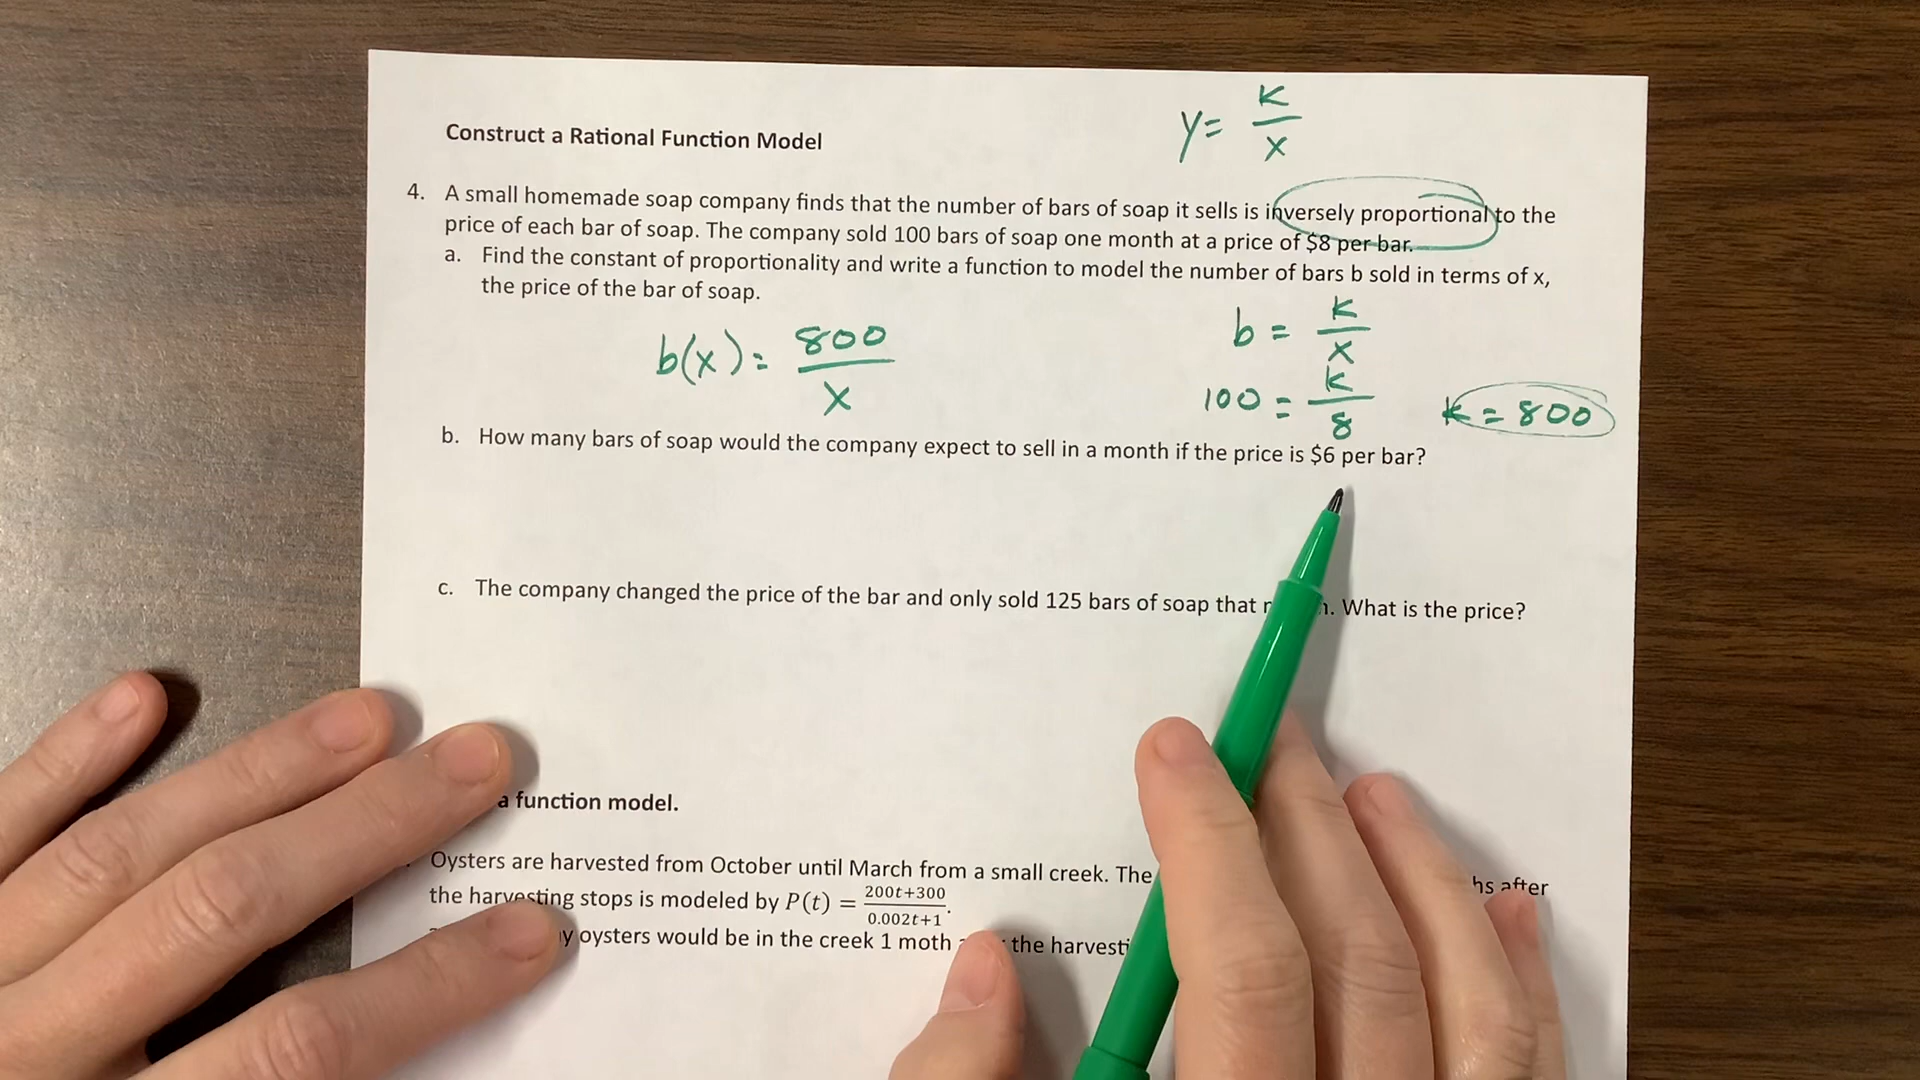 y = k/x
Construct a Rational Function Model
4. A small homemade soap company finds that the number of bars of soap it sells is inversely proportional to the
price of each bar of soap. The company sold 100 bars of soap one month at a price of $8 per bar.
a. Find the constant of proportionality and write a function to model the number of bars b sold in terms of x,
the price of the bar of soap.
b(x) = 800/x
b = k/x
100 = k/8
k = 800
b. How many bars of soap would the company expect to sell in a month if the price is $6 per bar?
c. The company changed the price of the bar and only sold 125 bars of soap that What is the price?
a function model.
Oysters are harvested from October until March from a small creek. The after
the harvesting stops is modeled by P(t) = 200t+300/0.002t+1.
oysters would be in the creek 1 moth the